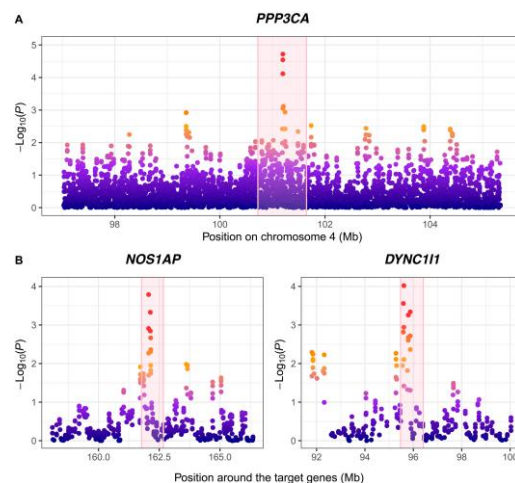 A
PPP3CA
5
4
3
2
1
0
−Log₁₀(P)
98 100 102 104
Position on chromosome 4 (Mb)
B
NOS1AP
DYNC1I1
4
3
2
1
0
−Log₁₀(P)
160.0 162.5 165.0
4
3
2
1
0
−Log₁₀(P)
92 94 96 98 100
Position around the target genes (Mb)